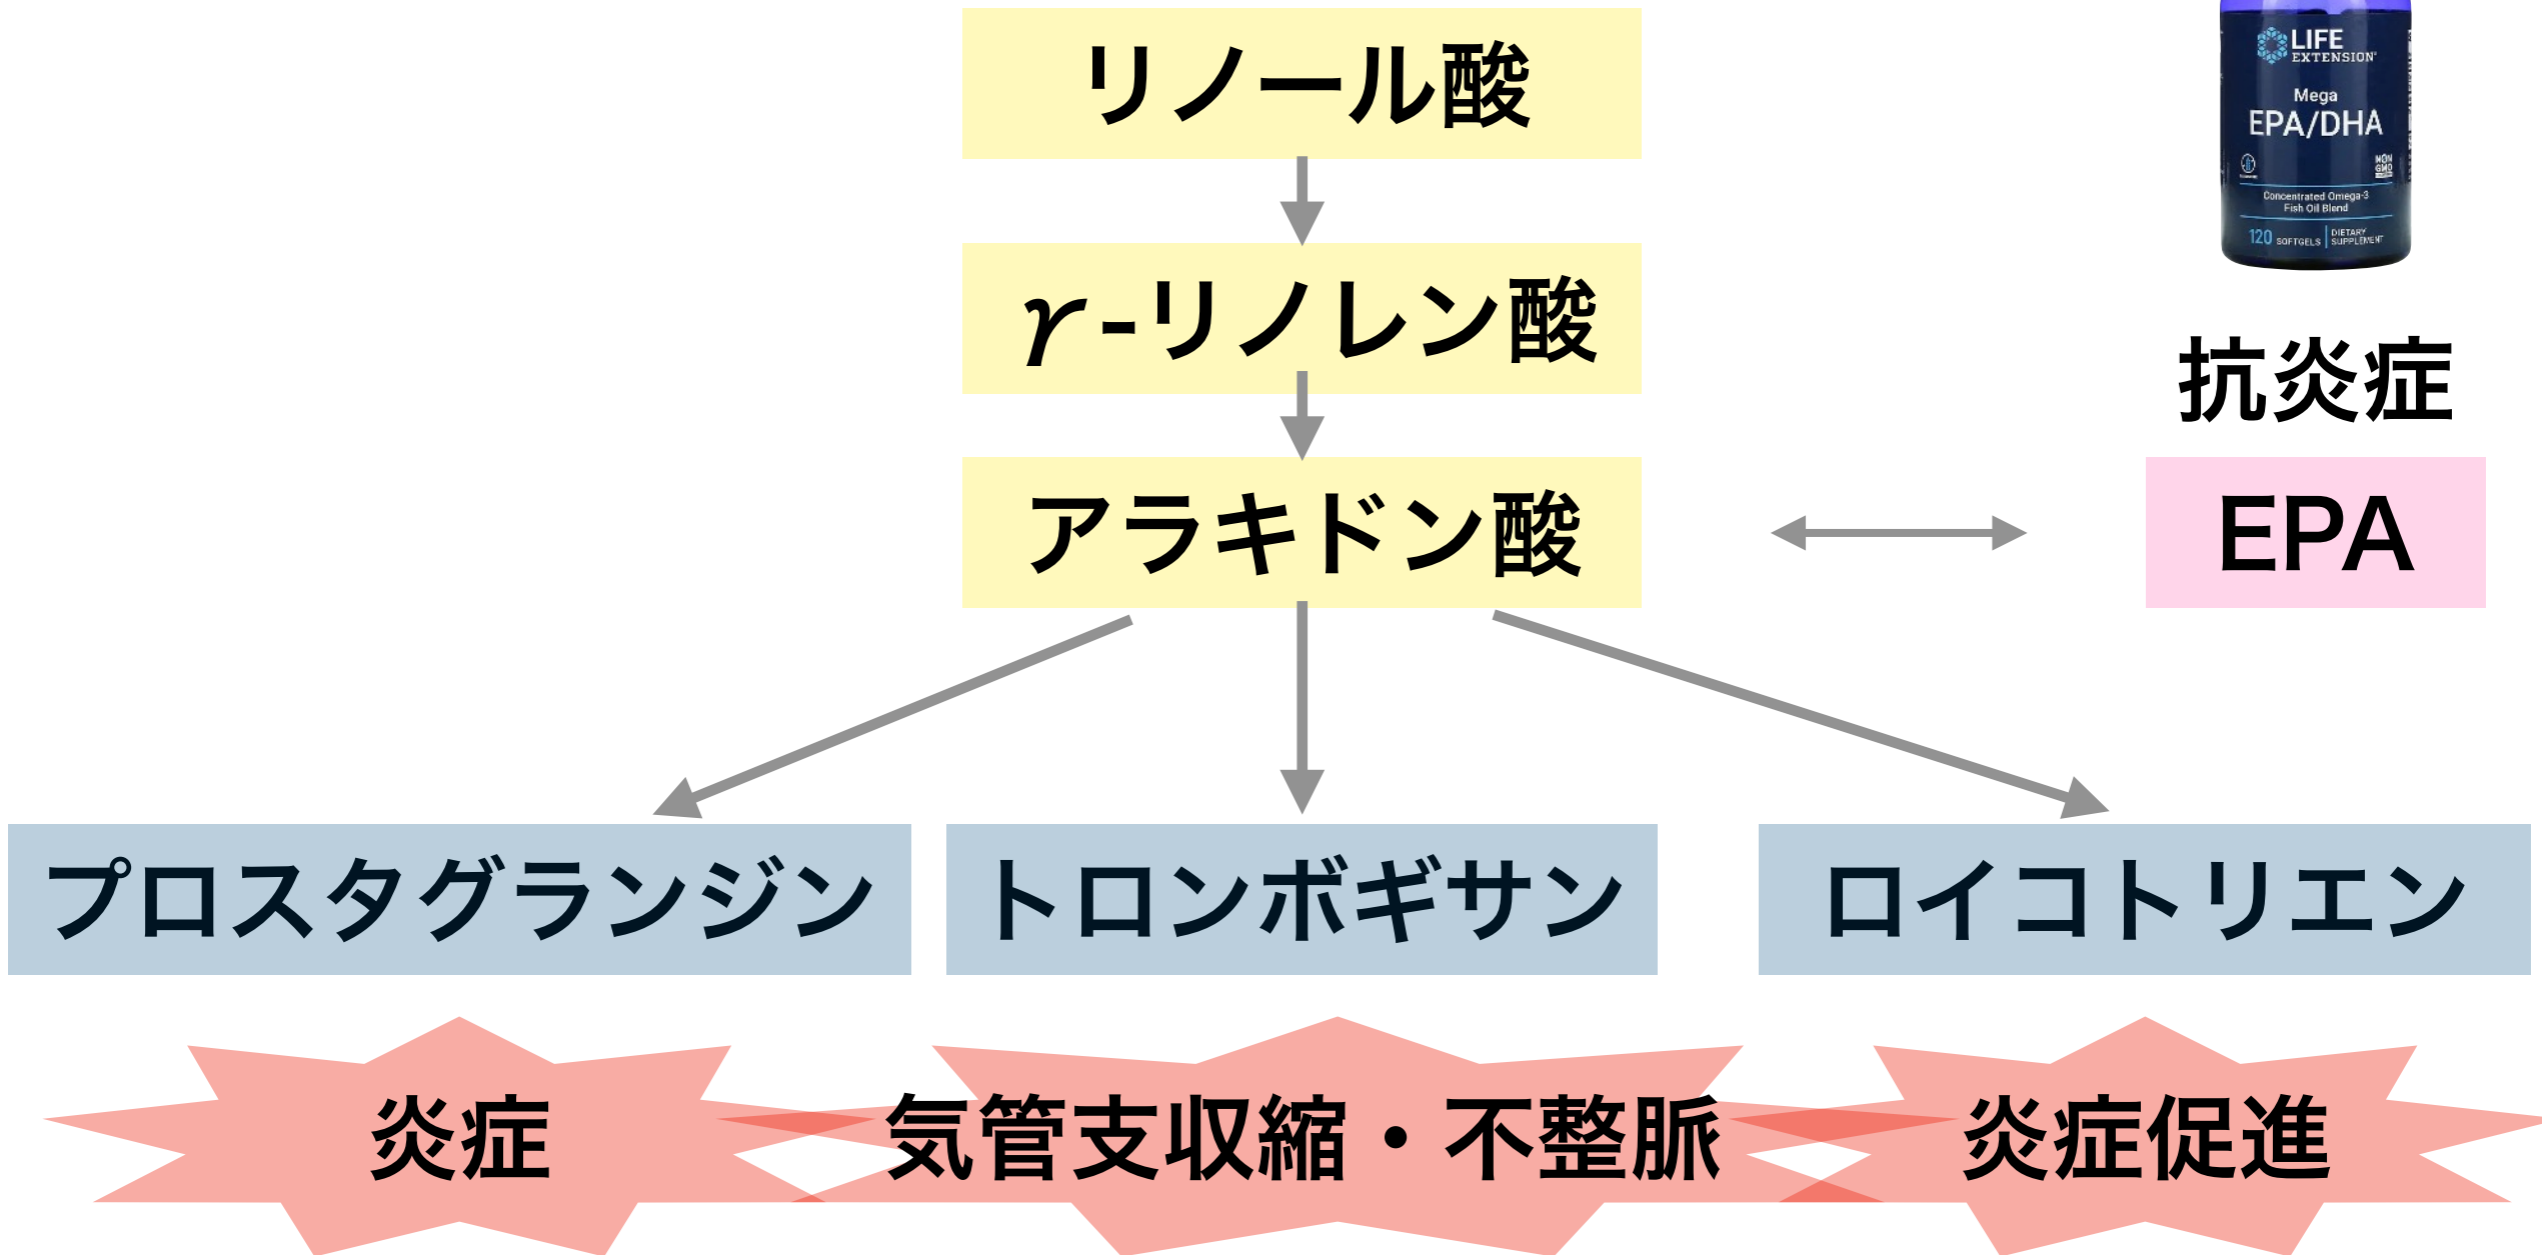 リノール酸
LIFE
EXTENSION
Mega
EPA/DHA
NON
GMO
Concentrated Omega-3
Fish Oil Blend
120 SOFTGELS
DIETARY
SUPPLEMENT
γ-リノレン酸
抗炎症
アラキドン酸
EPA
プロスタグランジン
トロンボギサン
ロイコトリエン
炎症
気管支収縮・不整脈
炎症促進